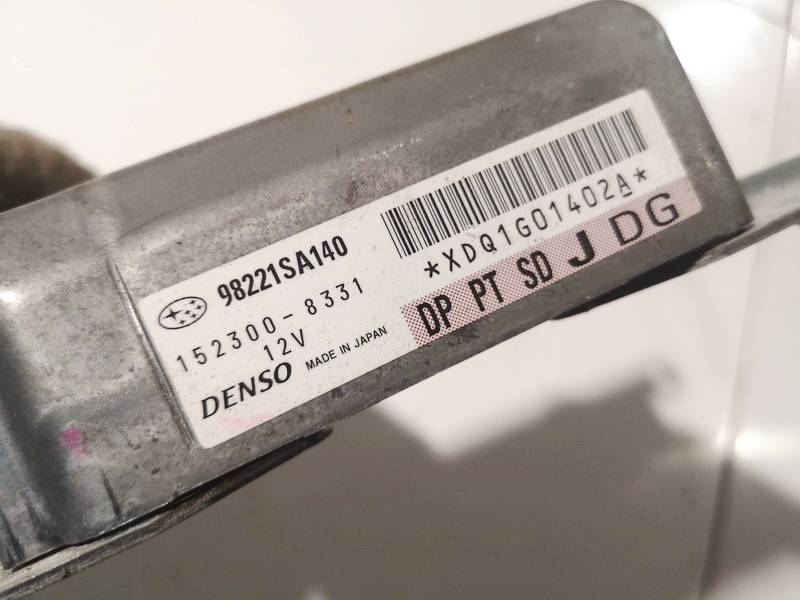 98221SA140
152300-8331
12V
DENSO MADE IN JAPAN
*XDQ1G01402A*
DP PT SD J DG